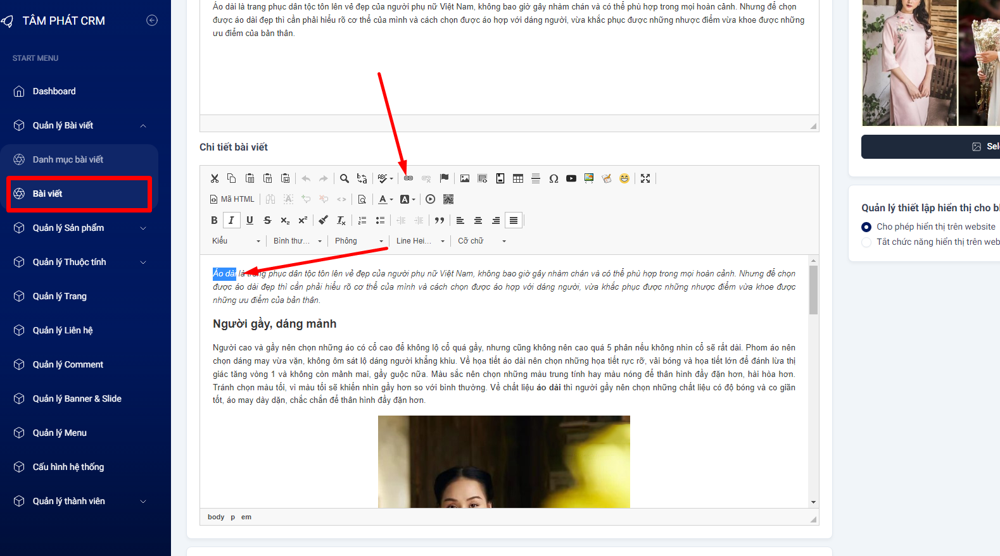 TÂM PHÁT CRM
START MENU
Dashboard
Quản lý Bài viết
Danh mục bài viết
Bài viết
Quản lý Sản phẩm
Quản lý Thuộc tính
Quản lý Trang
Quản lý Liên hệ
Quản lý Comment
Quản lý Banner & Slide
Quản lý Menu
Cấu hình hệ thống
Quản lý thành viên
Áo dài là trang phục dân tộc tôn lên vẻ đẹp của người phụ nữ Việt Nam, không bao giờ gây nhàm chán và có thể phù hợp trong mọi hoàn cảnh. Nhưng để chọn
được áo dài đẹp thì cần phải hiểu rõ cơ thể của mình và cách chọn được áo hợp với dáng người, vừa khắc phục được những nhược điểm vừa khoe được những
ưu điểm của bản thân.
Chi tiết bài viết
Mã HTML
Kiểu
Bình thư...
Phông
Line Hei...
Cỡ chữ
Áo dài là trang phục dân tộc tôn lên vẻ đẹp của người phụ nữ Việt Nam, không bao giờ gây nhàm chán và có thể phù hợp trong mọi hoàn cảnh. Nhưng để chọn
được áo dài đẹp thì cần phải hiểu rõ cơ thể của mình và cách chọn được áo hợp với dáng người, vừa khắc phục được những nhược điểm vừa khoe được
những ưu điểm của bản thân.
Người gầy, dáng mảnh
Người cao và gầy nên chọn những áo có cổ cao để không lộ cổ quá gầy, nhưng cũng không nên cao quá 5 phân nếu không nhìn cổ sẽ rất dài. Phom áo nên
chọn dáng may vừa vặn, không ôm sát lộ dáng người khẳng khiu. Về họa tiết áo dài nên chọn những họa tiết rực rỡ, vải bóng và họa tiết lớn để đánh lừa thị
giác tăng vòng 1 và không còn mảnh mai, gầy guộc nữa. Màu sắc nên chọn những màu trung tính hay màu nóng để thân hình đầy đặn hơn, hài hòa hơn.
Tránh chọn màu tối, vì màu tối sẽ khiến nhìn gầy hơn so với bình thường. Về chất liệu áo dài thì người gầy nên chọn những chất liệu có độ bóng và co giãn
tốt, áo may dày dặn, chắc chắn để thân hình đầy đặn hơn.
body p em
Sele
Quản lý thiết lập hiển thị cho b
Cho phép hiển thị trên website
Tắt chức năng hiển thị trên web